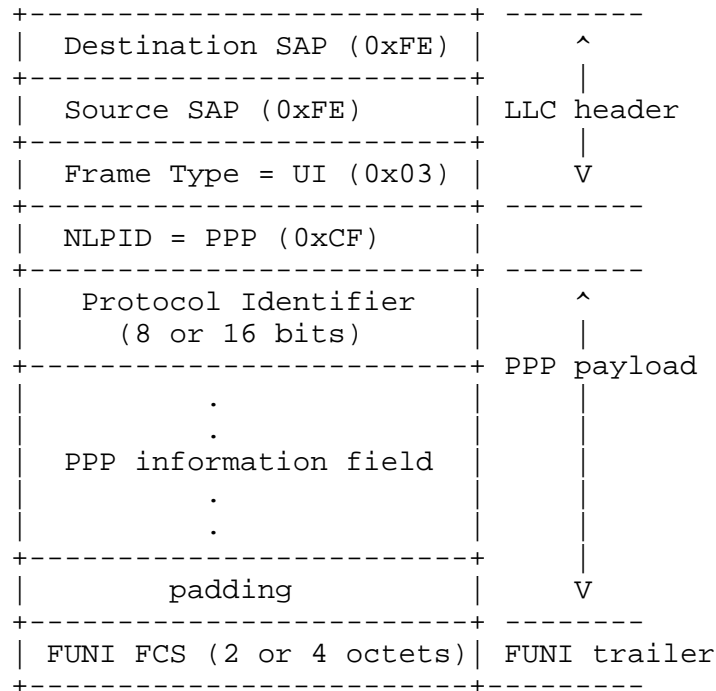 +-------------------------+ --------
|  Destination SAP (0xFE) |     ^
+-------------------------+     |
|  Source SAP (0xFE)      | LLC header
+-------------------------+     |
|  Frame Type = UI (0x03) |     V
+-------------------------+ --------
|  NLPID = PPP (0xCF)     |
+-------------------------+ --------
|   Protocol Identifier   |     ^
|     (8 or 16 bits)      |     |
+-------------------------+ PPP payload
|          .              |     |
|          .              |     |
|  PPP information field  |     |
|          .              |     |
|          .              |     |
+-------------------------+     |
|        padding          |     V
+-------------------------+ --------
| FUNI FCS (2 or 4 octets)| FUNI trailer
+-------------------------+---------